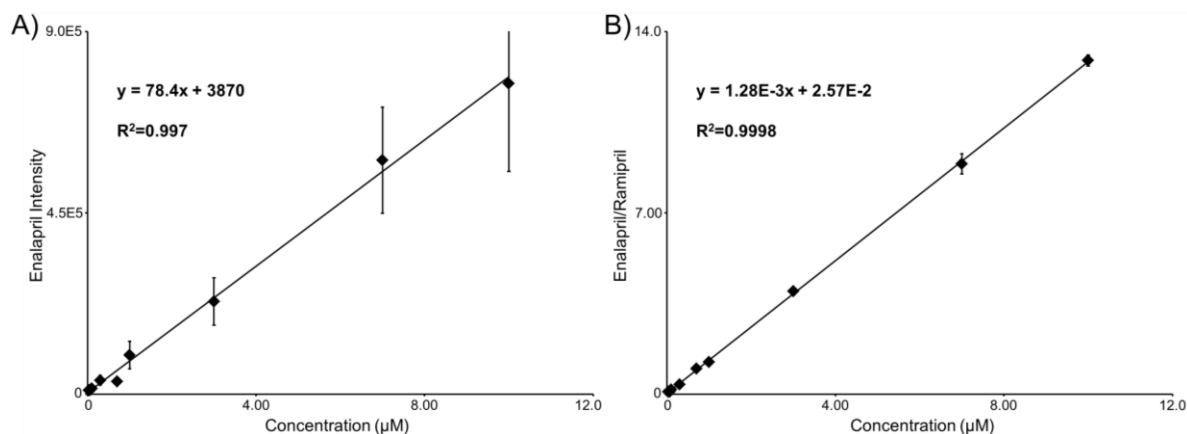 A)
9.0E5
y = 78.4x + 3870
R²=0.997
4.5E5
Enalapril Intensity
0
0 4.00 8.00 12.0
Concentration (µM)
B)
14.0
y = 1.28E-3x + 2.57E-2
R²=0.9998
7.00
Enalapril/Ramipril
0
0 4.00 8.00 12.0
Concentration (µM)